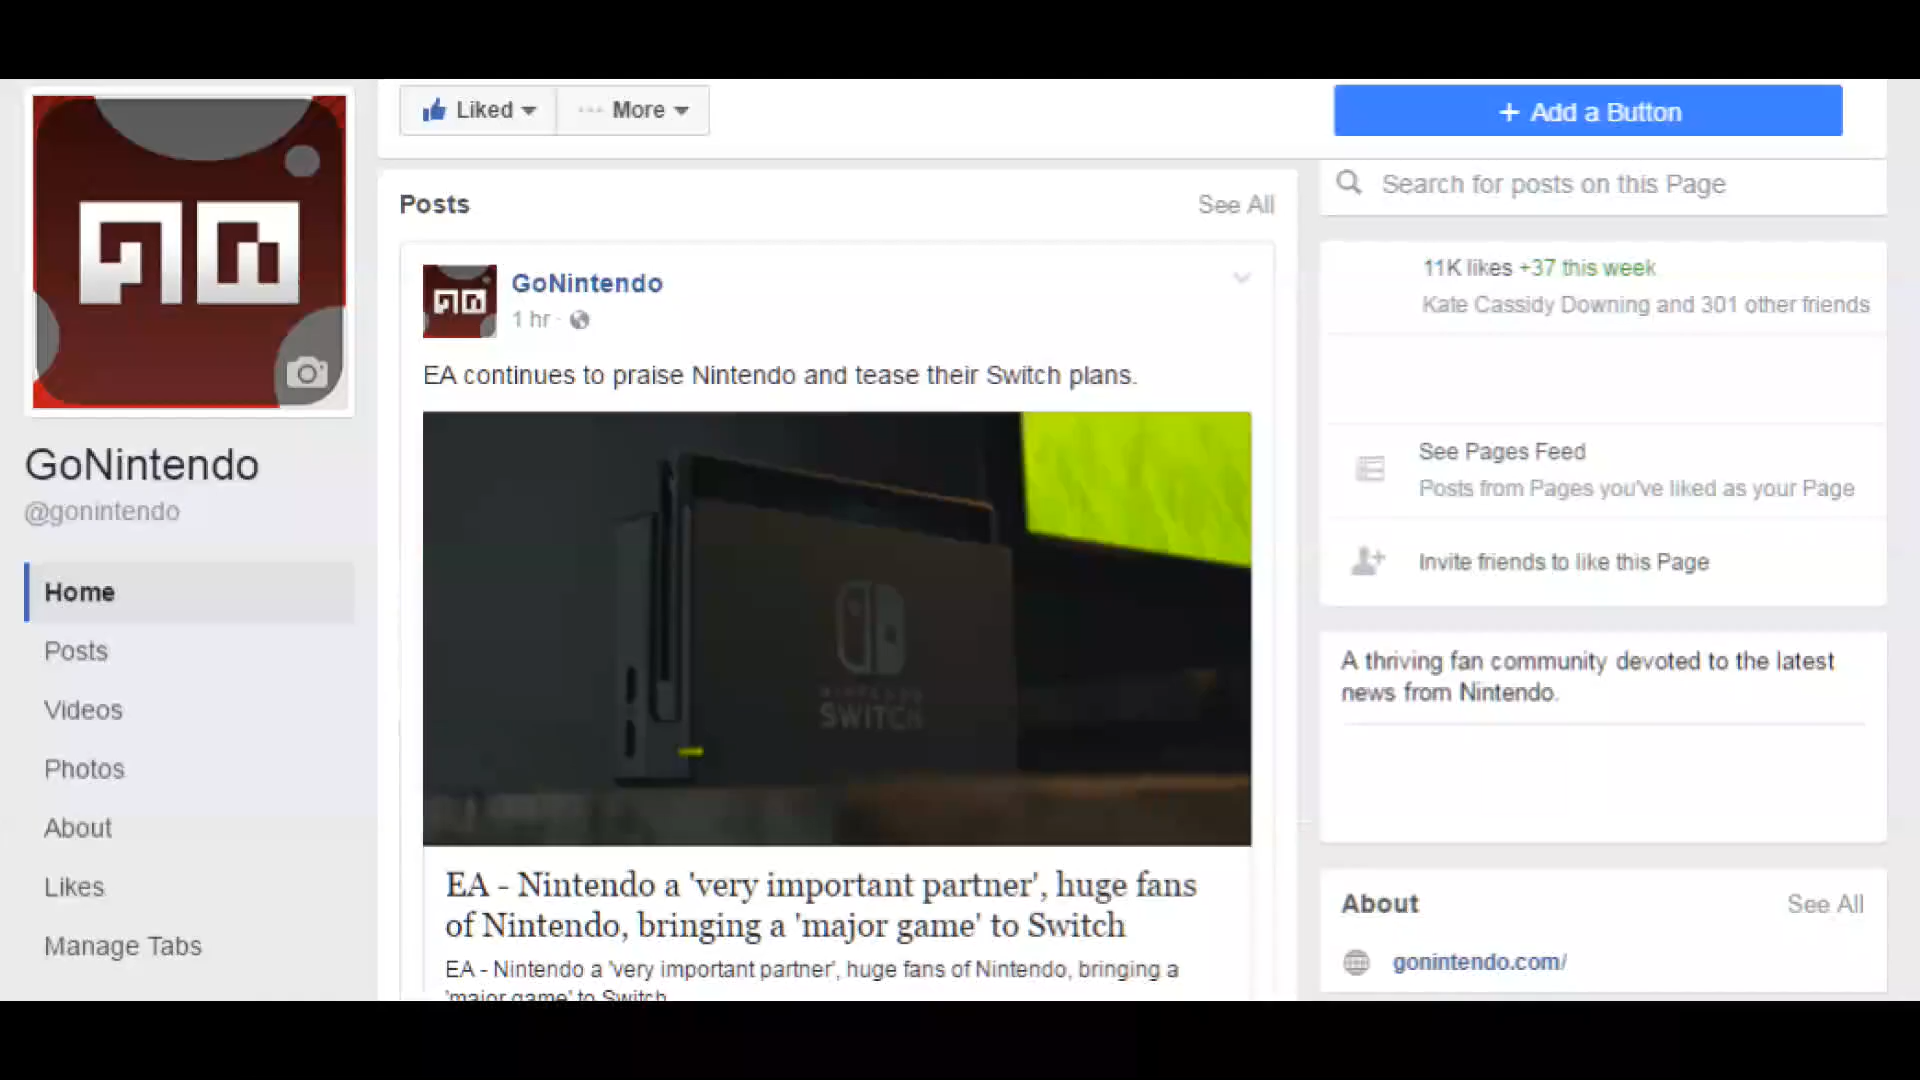 Liked
More
+ Add a Button
Search for posts on this Page
Posts
See All
GoNintendo
1 hr ·
EA continues to praise Nintendo and tease their Switch plans.
NINTENDO
SWITCH
EA - Nintendo a 'very important partner', huge fans
of Nintendo, bringing a 'major game' to Switch
EA - Nintendo a 'very important partner', huge fans of Nintendo, bringing a
'major game' to Switch
GoNintendo
@gonintendo
Home
Posts
Videos
Photos
About
Likes
Manage Tabs
11K likes +37 this week
Kate Cassidy Downing and 301 other friends
See Pages Feed
Posts from Pages you've liked as your Page
Invite friends to like this Page
A thriving fan community devoted to the latest
news from Nintendo.
About
See All
gonintendo.com/